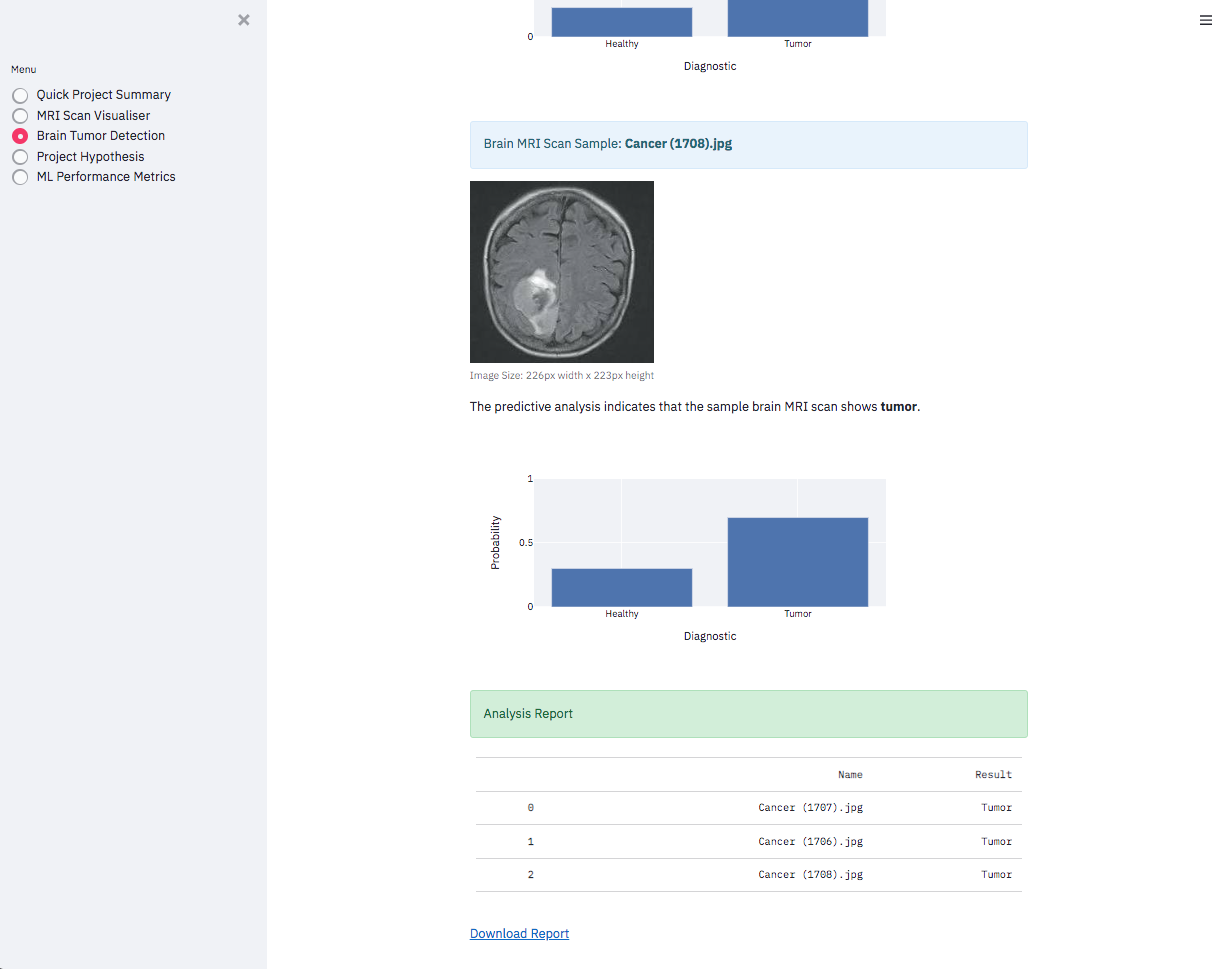 Menu
Quick Project Summary
MRI Scan Visualiser
Brain Tumor Detection
Project Hypothesis
ML Performance Metrics
0
Healthy Tumor
Diagnostic
Brain MRI Scan Sample: Cancer (1708).jpg
Image Size: 226px width x 223px height
The predictive analysis indicates that the sample brain MRI scan shows tumor.
1
Probability
0.5
0
Healthy Tumor
Diagnostic
Analysis Report
Name Result
0 Cancer (1707).jpg Tumor
1 Cancer (1706).jpg Tumor
2 Cancer (1708).jpg Tumor
Download Report